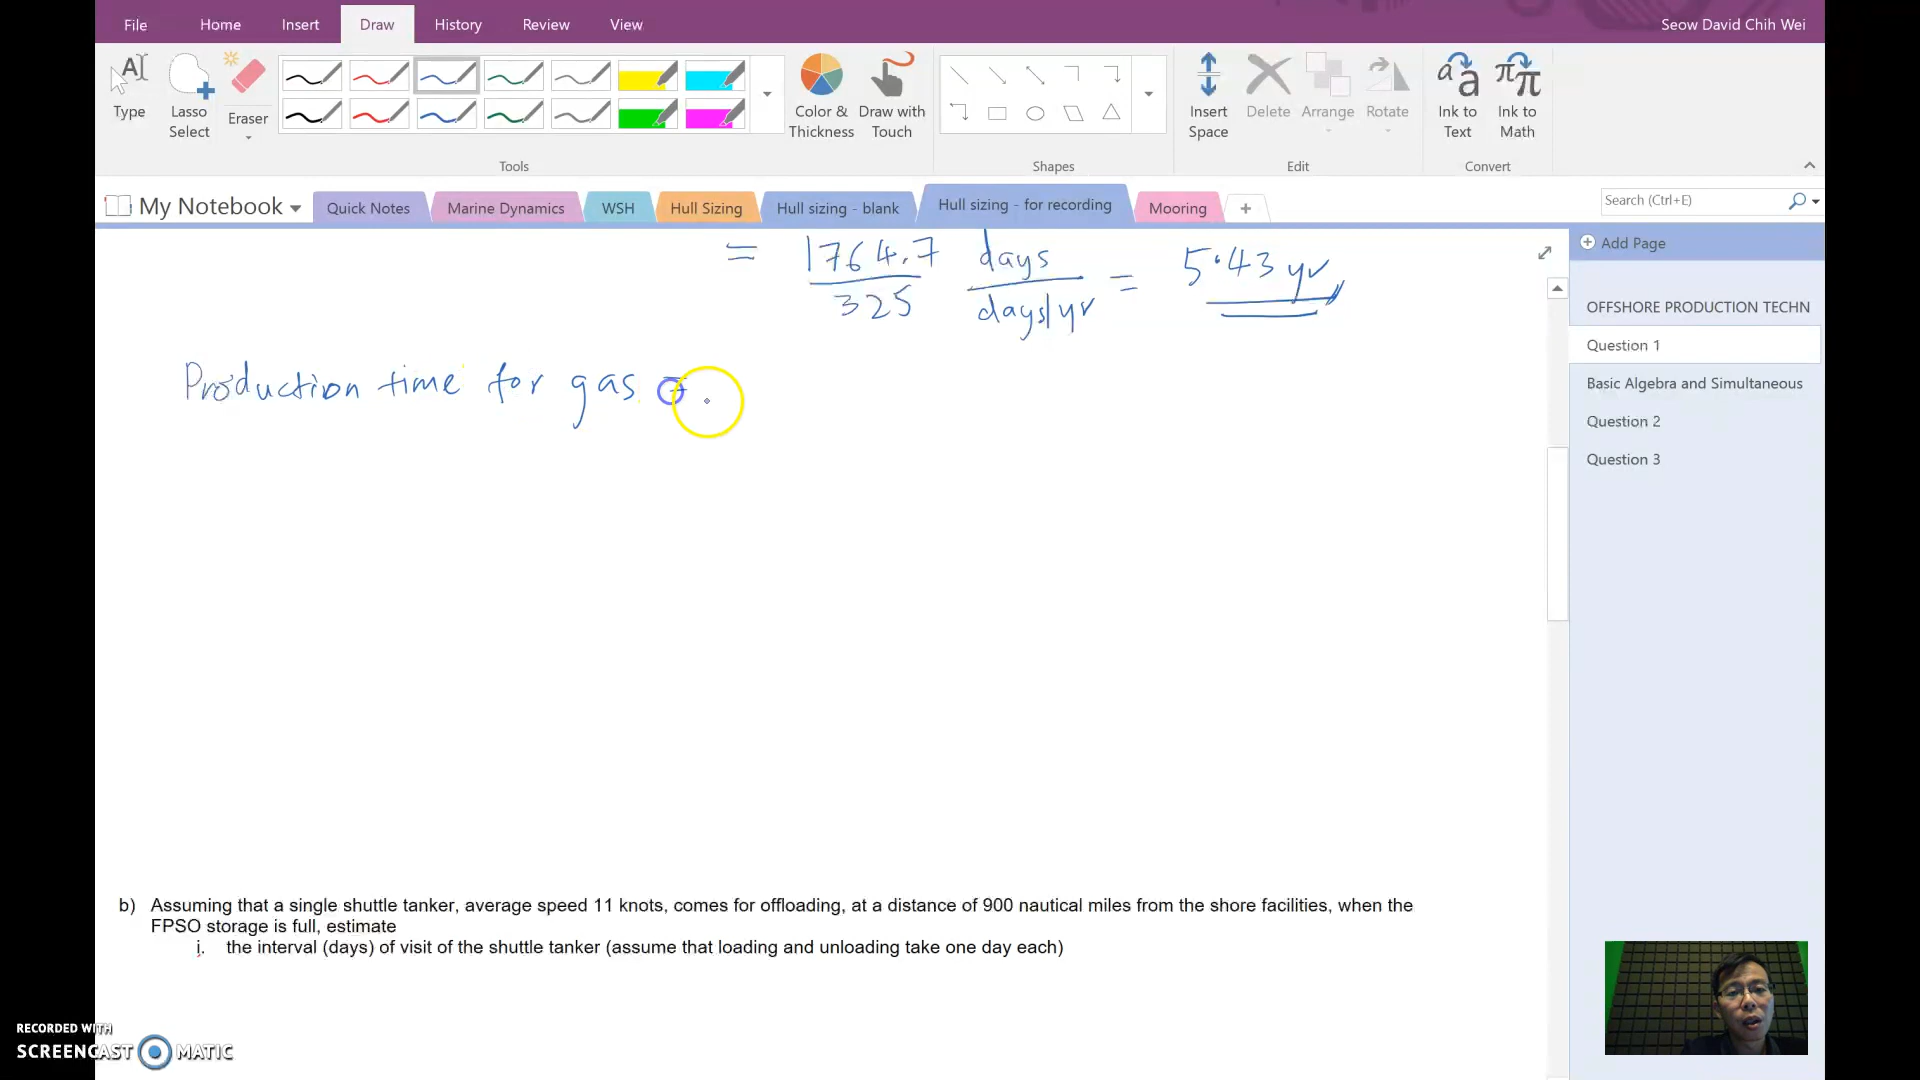 File Home Insert Draw History Review View Seow David Chih Wei
Type Lasso Select Eraser Color & Thickness Draw with Touch Insert Space Delete Arrange Rotate Ink to Text Ink to Math
Tools Shapes Edit Convert
My Notebook Quick Notes Marine Dynamics WSH Hull Sizing Hull sizing - blank Hull sizing - for recording Mooring + Search (Ctrl+E)
Add Page
OFFSHORE PRODUCTION TECHN
Question 1
Basic Algebra and Simultaneous
Question 2
Question 3
= 1764.7 days = 5.43 yr
325 days/yr
Production time for gas =
b) Assuming that a single shuttle tanker, average speed 11 knots, comes for offloading, at a distance of 900 nautical miles from the shore facilities, when the
FPSO storage is full, estimate
i. the interval (days) of visit of the shuttle tanker (assume that loading and unloading take one day each)
RECORDED WITH
SCREENCAST MATIC